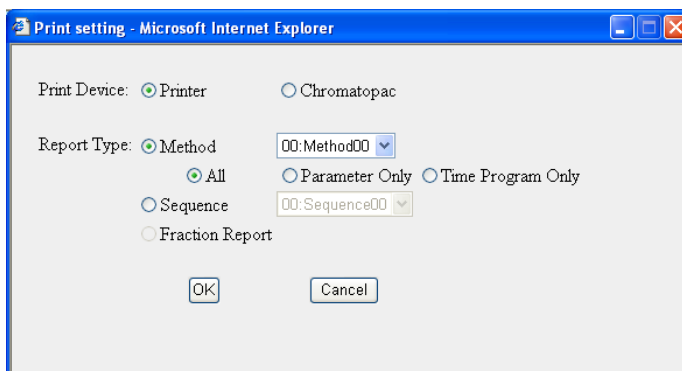 Print setting - Microsoft Internet Explorer
Print Device: Printer Chromatopac
Report Type: Method 00:Method00
All Parameter Only Time Program Only
Sequence 00:Sequence00
Fraction Report
OK Cancel